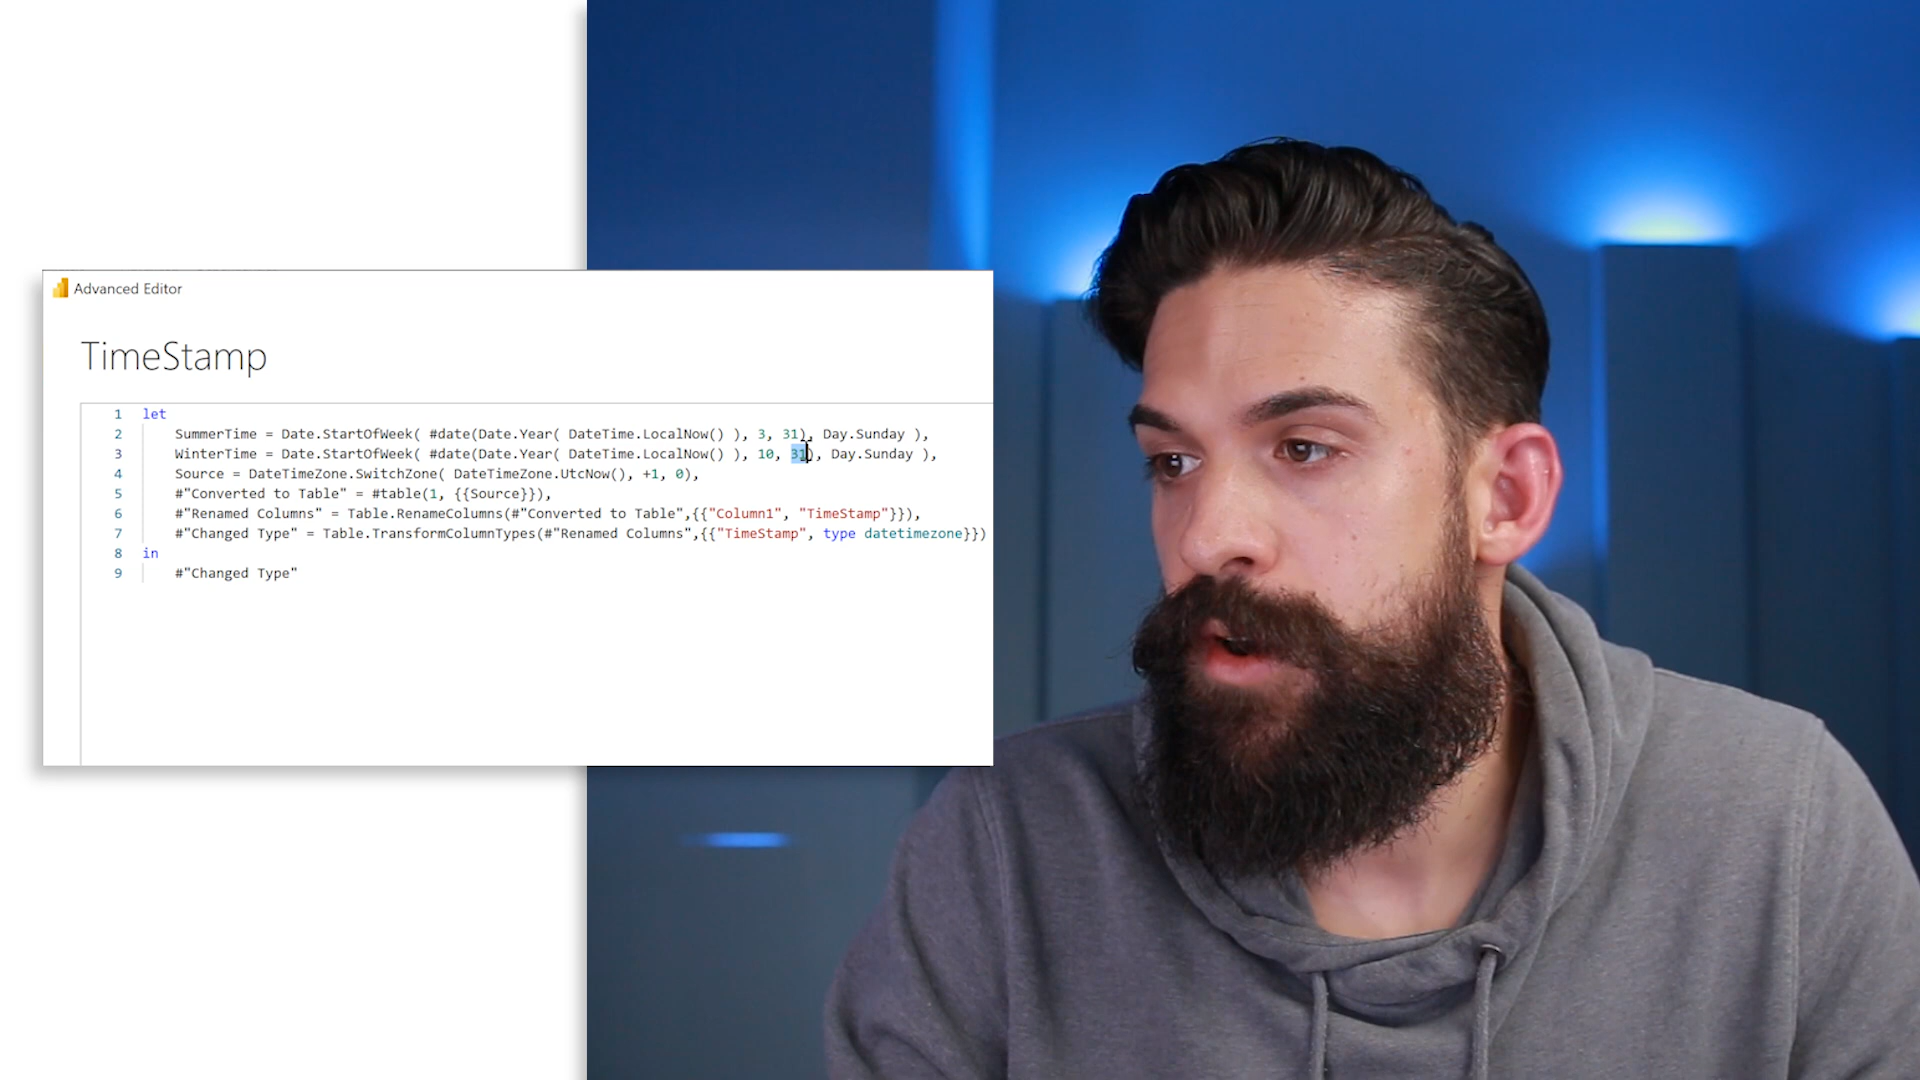 Advanced Editor
TimeStamp
1 let
2 SummerTime = Date.StartOfWeek( #date(Date.Year( DateTime.LocalNow() ), 3, 31), Day.Sunday ),
3 WinterTime = Date.StartOfWeek( #date(Date.Year( DateTime.LocalNow() ), 10, 31), Day.Sunday ),
4 Source = DateTimeZone.SwitchZone( DateTimeZone.UtcNow(), +1, 0),
5 #"Converted to Table" = #table(1, {{Source}}),
6 #"Renamed Columns" = Table.RenameColumns(#"Converted to Table",{{"Column1", "TimeStamp"}}),
7 #"Changed Type" = Table.TransformColumnTypes(#"Renamed Columns",{{"TimeStamp", type datetimezone}})
8 in
9 #"Changed Type"